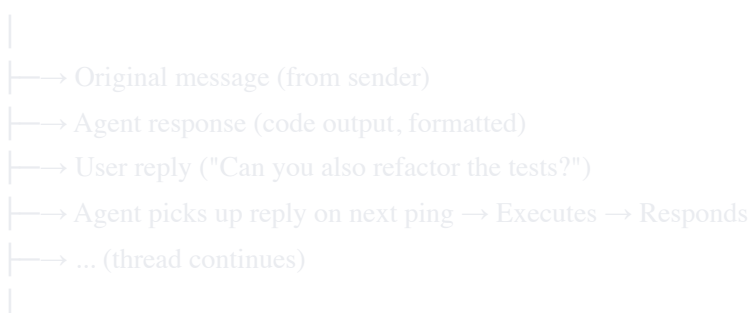 │
├──→ Original message (from sender)
├──→ Agent response (code output, formatted)
├──→ User reply ("Can you also refactor the tests?")
├──→ Agent picks up reply on next ping → Executes → Responds
├──→ ... (thread continues)
│